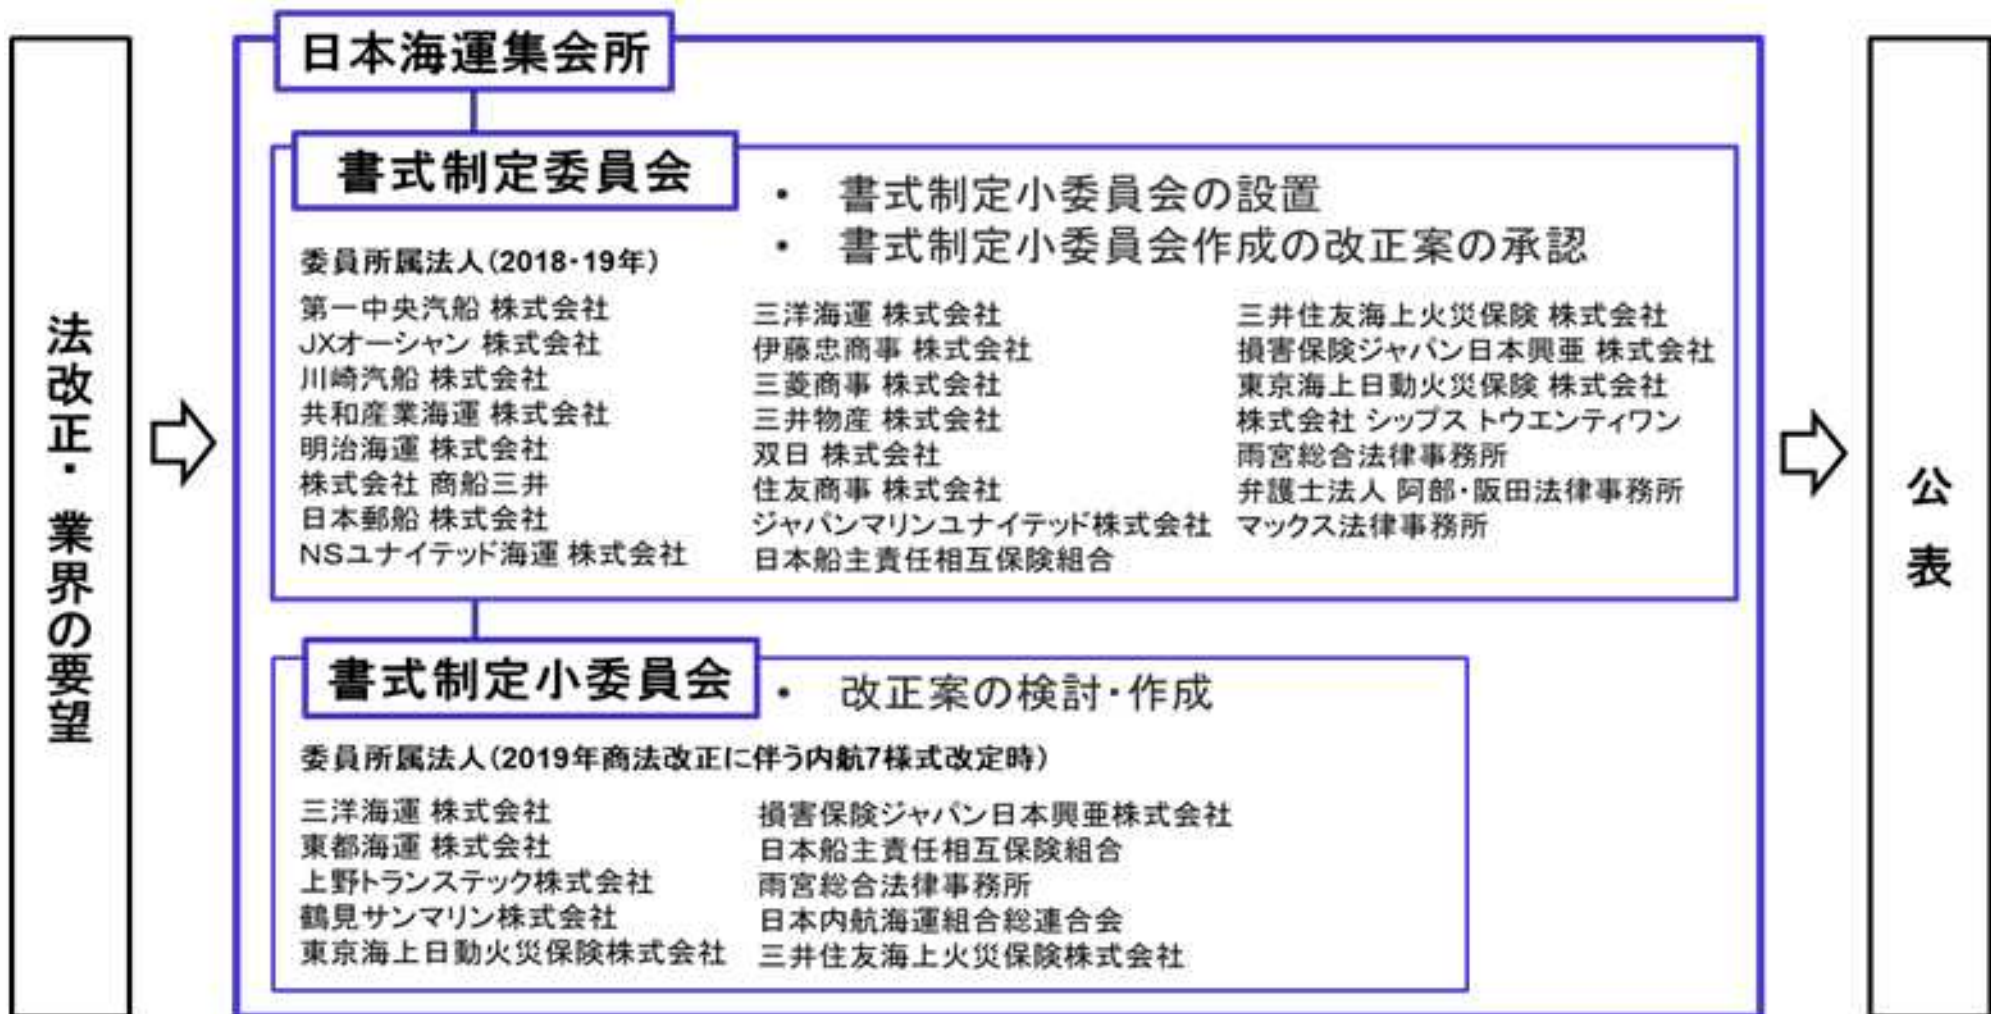 法改正・業界の要望
日本海運集会所
書式制定委員会
・ 書式制定小委員会の設置
・ 書式制定小委員会作成の改正案の承認
委員所属法人(2018・19年)
第一中央汽船 株式会社
JXオーシャン 株式会社
川崎汽船 株式会社
共和産業海運 株式会社
明治海運 株式会社
株式会社 商船三井
日本郵船 株式会社
NSユナイテッド海運 株式会社
三洋海運 株式会社
伊藤忠商事 株式会社
三菱商事 株式会社
三井物産 株式会社
双日 株式会社
住友商事 株式会社
ジャパンマリンユナイテッド株式会社
日本船主責任相互保険組合
三井住友海上火災保険 株式会社
損害保険ジャパン日本興亜 株式会社
東京海上日動火災保険 株式会社
株式会社 シップス トウエンティワン
雨宮総合法律事務所
弁護士法人 阿部・阪田法律事務所
マックス法律事務所
書式制定小委員会
・ 改正案の検討・作成
委員所属法人(2019年商法改正に伴う内航7様式改定時)
三洋海運 株式会社
東都海運 株式会社
上野トランステック株式会社
鶴見サンマリン株式会社
東京海上日動火災保険株式会社
損害保険ジャパン日本興亜株式会社
日本船主責任相互保険組合
雨宮総合法律事務所
日本内航海運組合総連合会
三井住友海上火災保険株式会社
公表